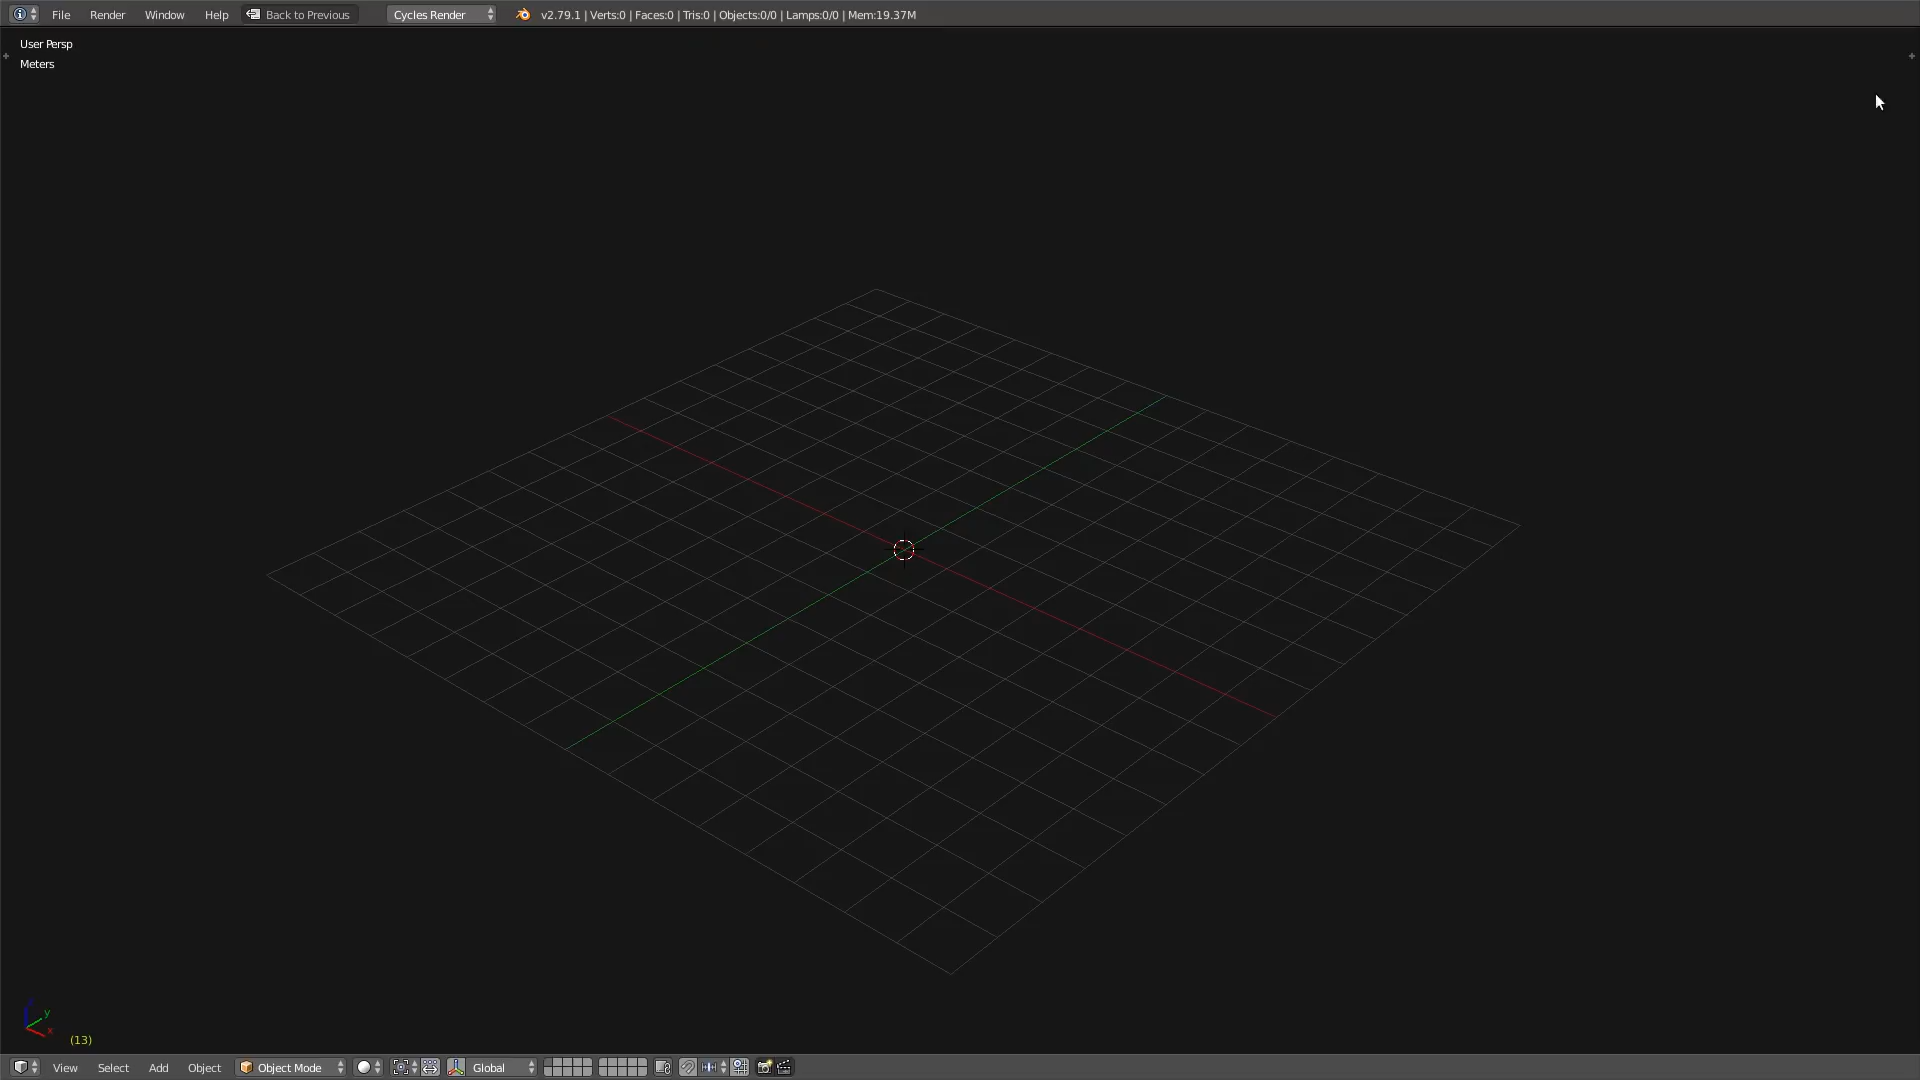 File Render Window Help Back to Previous Cycles Render v2.79.1 | Verts:0 | Faces:0 | Tris:0 | Objects:0/0 | Lamps:0/0 | Mem:19.37M
User Persp
Meters
z
y
x
(13)
View Select Add Object Object Mode Global